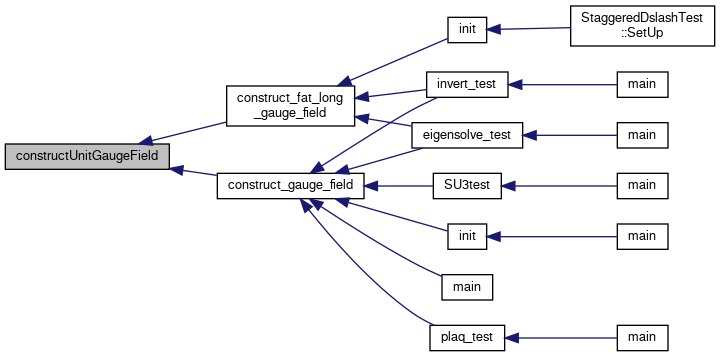 constructUnitGaugeField
construct_fat_long
_gauge_field
construct_gauge_field
init
StaggeredDslashTest
::SetUp
invert_test
main
eigensolve_test
main
SU3test
main
init
main
main
plaq_test
main